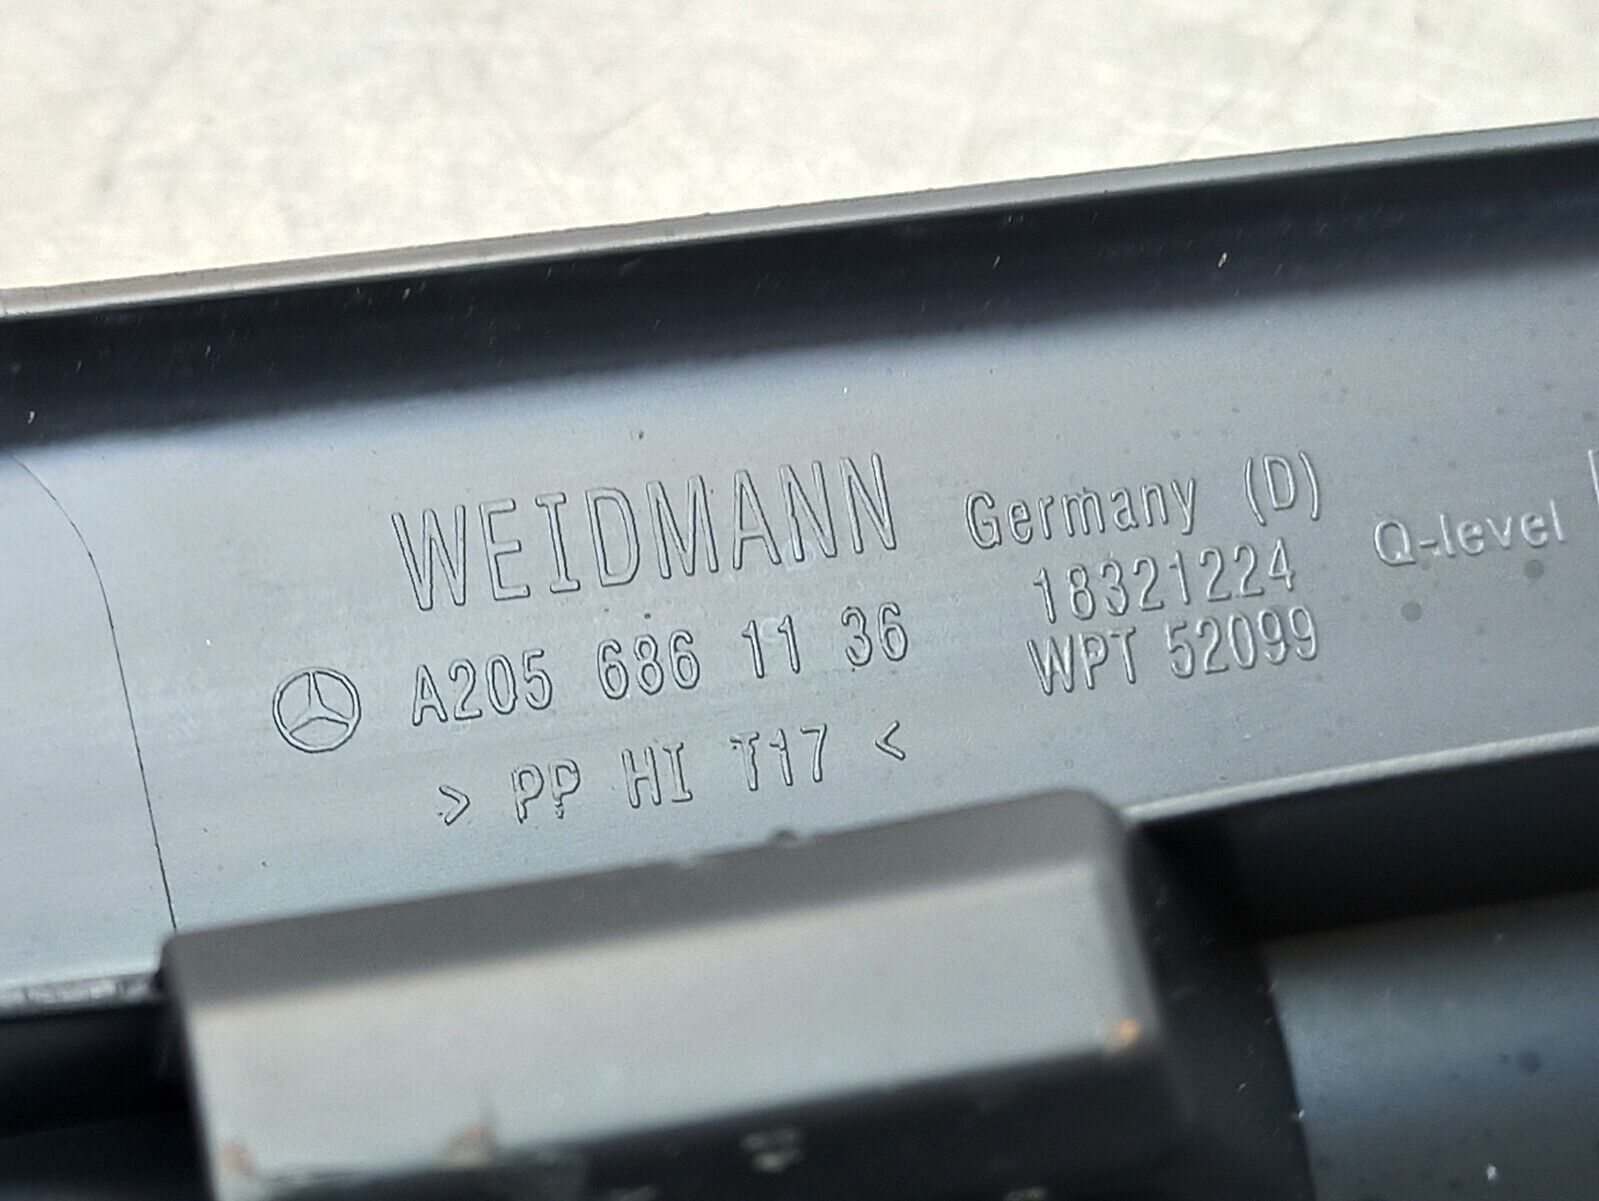 WEIDMANN
Germany (D)
18321224
WPT 52099
Q-level
A205 686 11 36
> PP HI T17 <